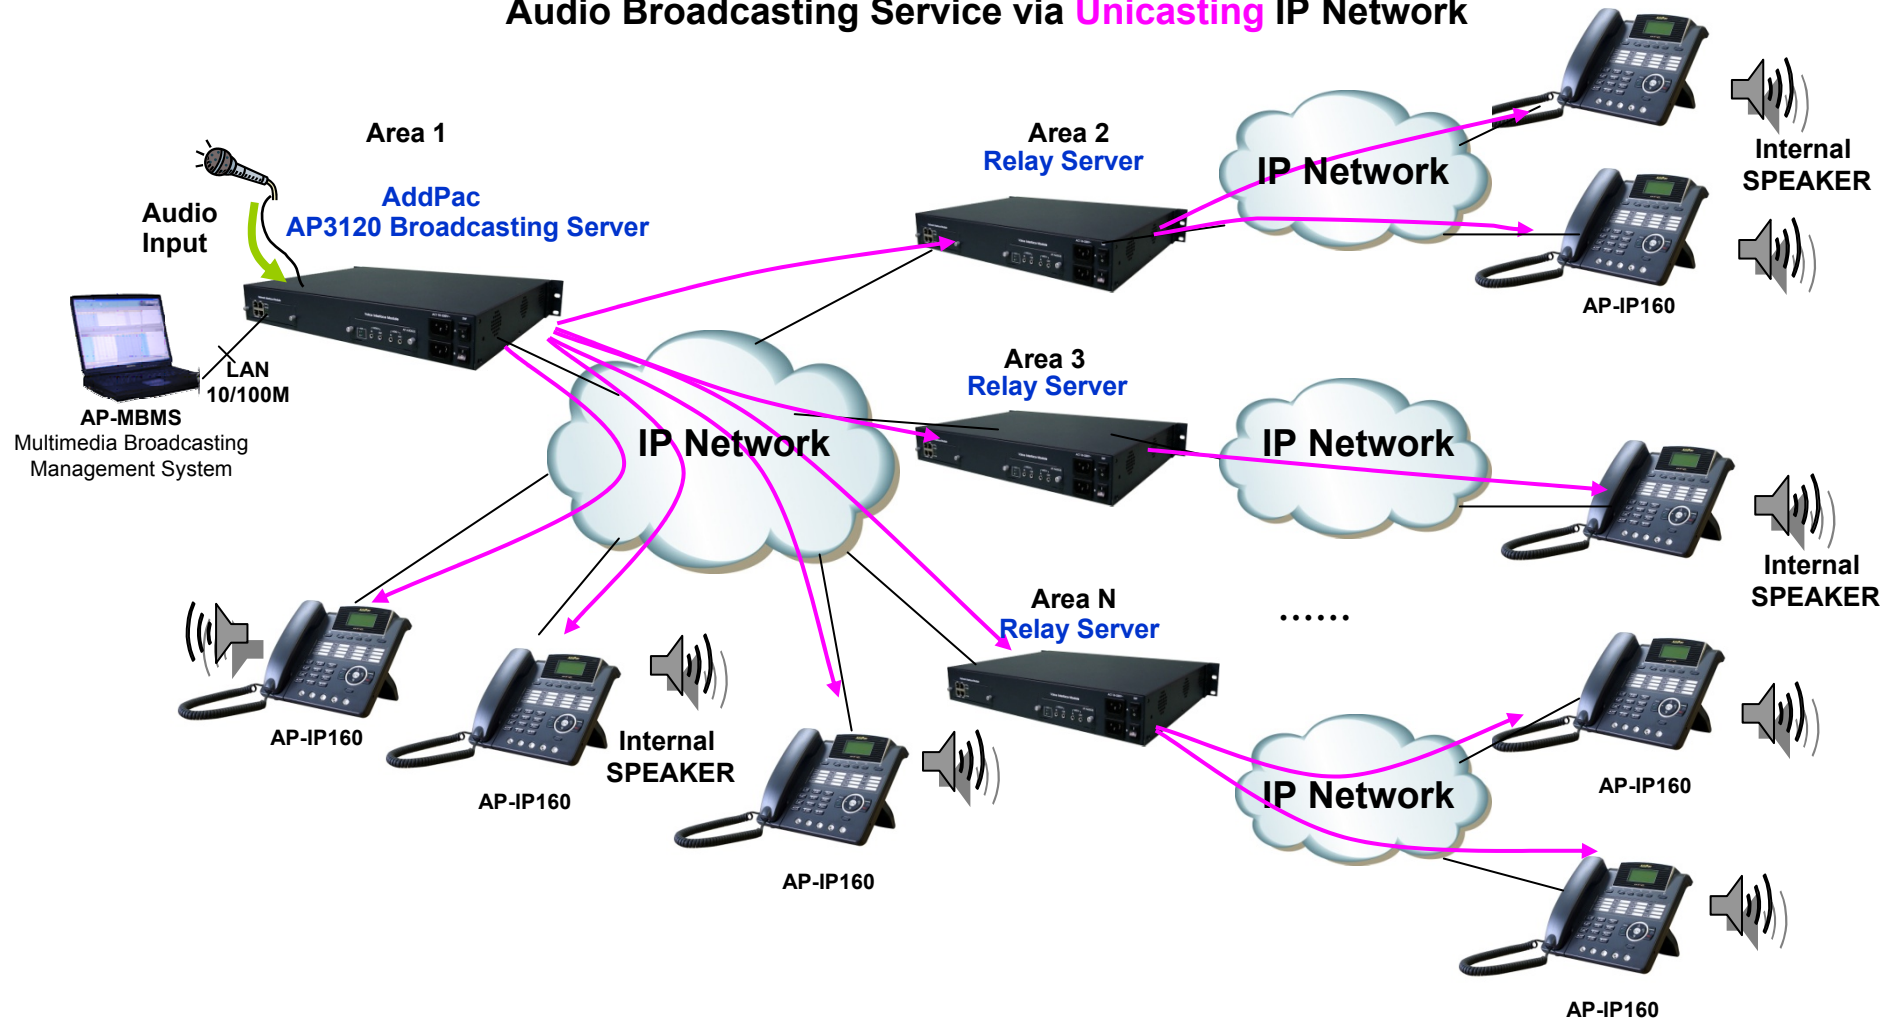 Audio Broadcasting Service via Unicasting IP Network
Area 1
AddPac
AP3120 Broadcasting Server
Audio
Input
LAN
10/100M
AP-MBMS
Multimedia Broadcasting
Management System
IP Network
AP-IP160
AP-IP160
Internal
SPEAKER
AP-IP160
Area 2
Relay Server
IP Network
Internal
SPEAKER
AP-IP160
Area 3
Relay Server
IP Network
Internal
SPEAKER
Area N
Relay Server
......
IP Network
AP-IP160
AP-IP160